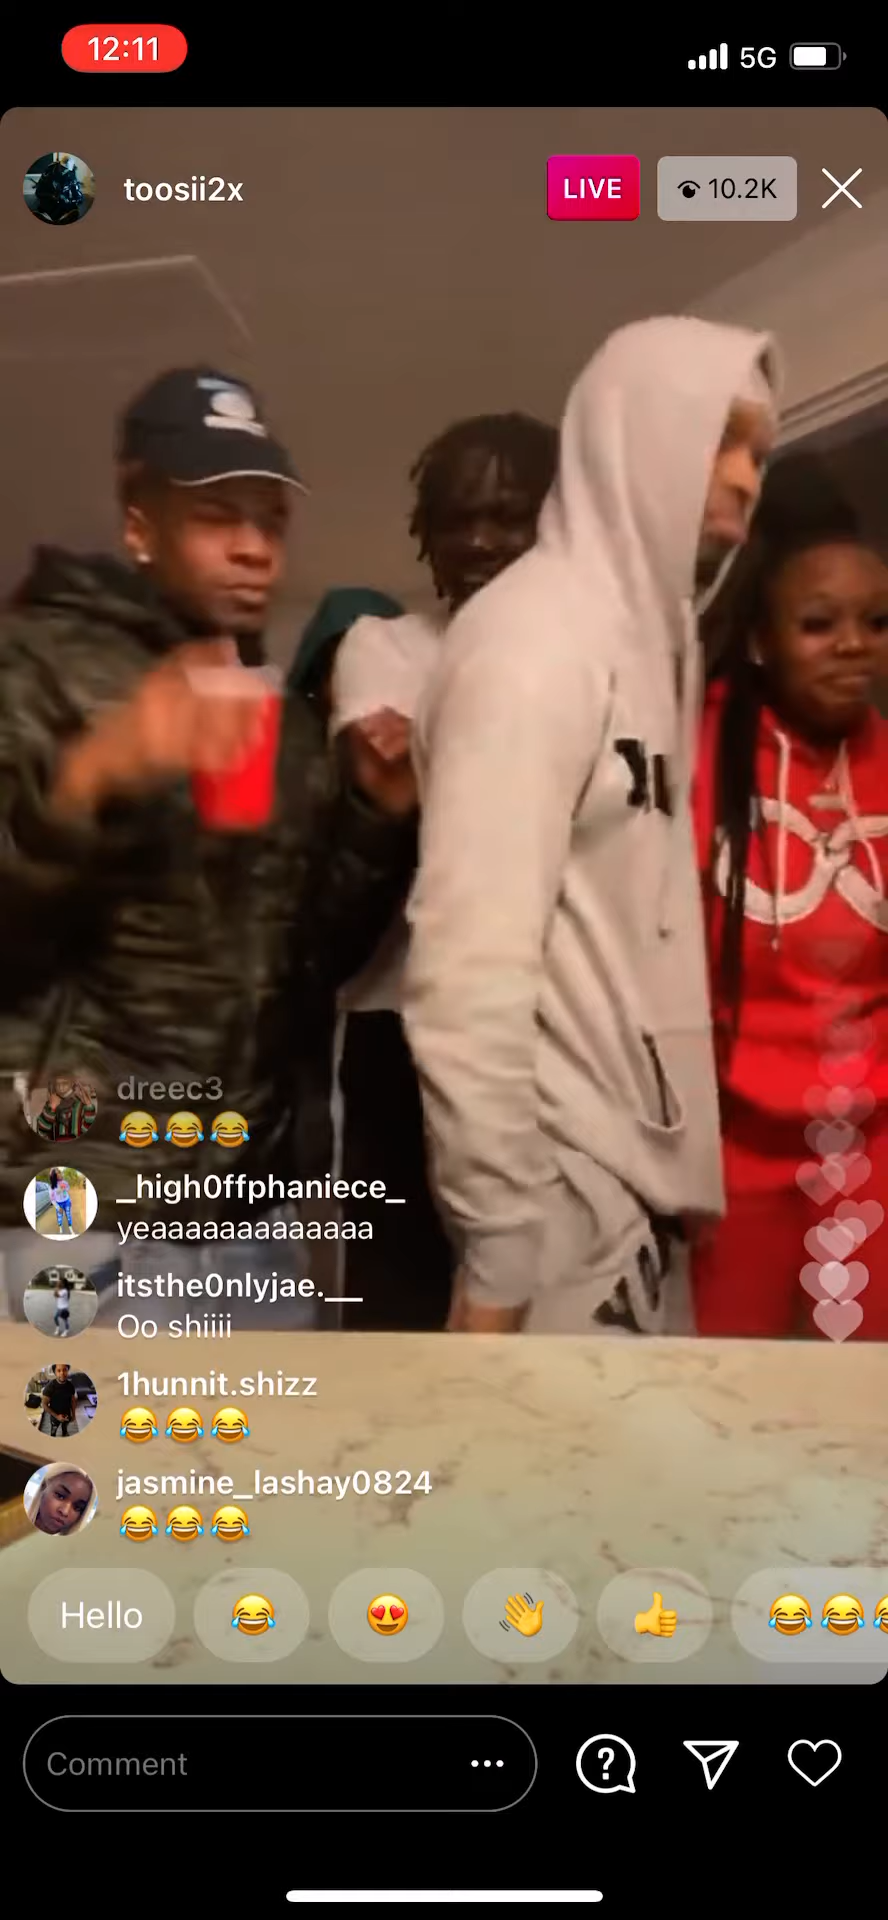 12:11
5G
toosii2x
LIVE
10.2K
dreec3
😂😂😂
_high0ffphaniece_
yeaaaaaaaaaaaaa
itsthe0nlyjae.__
Oo shiiii
1hunnit.shizz
😂😂😂
jasmine_lashay0824
😂😂😂
Hello 😂 😍 👋 👍 😂😂
Comment